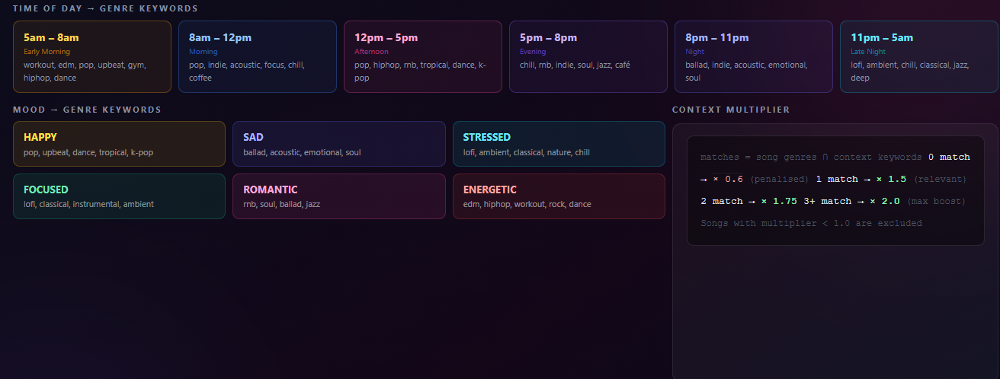 TIME OF DAY → GENRE KEYWORDS
5am – 8am
Early Morning
workout, edm, pop, upbeat, gym,
hiphop, dance
8am – 12pm
Morning
pop, indie, acoustic, focus, chill,
coffee
12pm – 5pm
Afternoon
pop, hiphop, rnb, tropical, dance, k-
pop
5pm – 8pm
Evening
chill, rnb, indie, soul, jazz, café
8pm – 11pm
Night
ballad, indie, acoustic, emotional,
soul
11pm – 5am
Late Night
lofi, ambient, chill, classical, jazz,
deep
MOOD → GENRE KEYWORDS
HAPPY
pop, upbeat, dance, tropical, k-pop
SAD
ballad, acoustic, emotional, soul
STRESSED
lofi, ambient, classical, nature, chill
FOCUSED
lofi, classical, instrumental, ambient
ROMANTIC
rnb, soul, ballad, jazz
ENERGETIC
edm, hiphop, workout, rock, dance
CONTEXT MULTIPLIER
matches = song genres ∩ context keywords 0 match
→ × 0.6 (penalised) 1 match → × 1.5 (relevant)
2 match → × 1.75 3+ match → × 2.0 (max boost)
Songs with multiplier < 1.0 are excluded